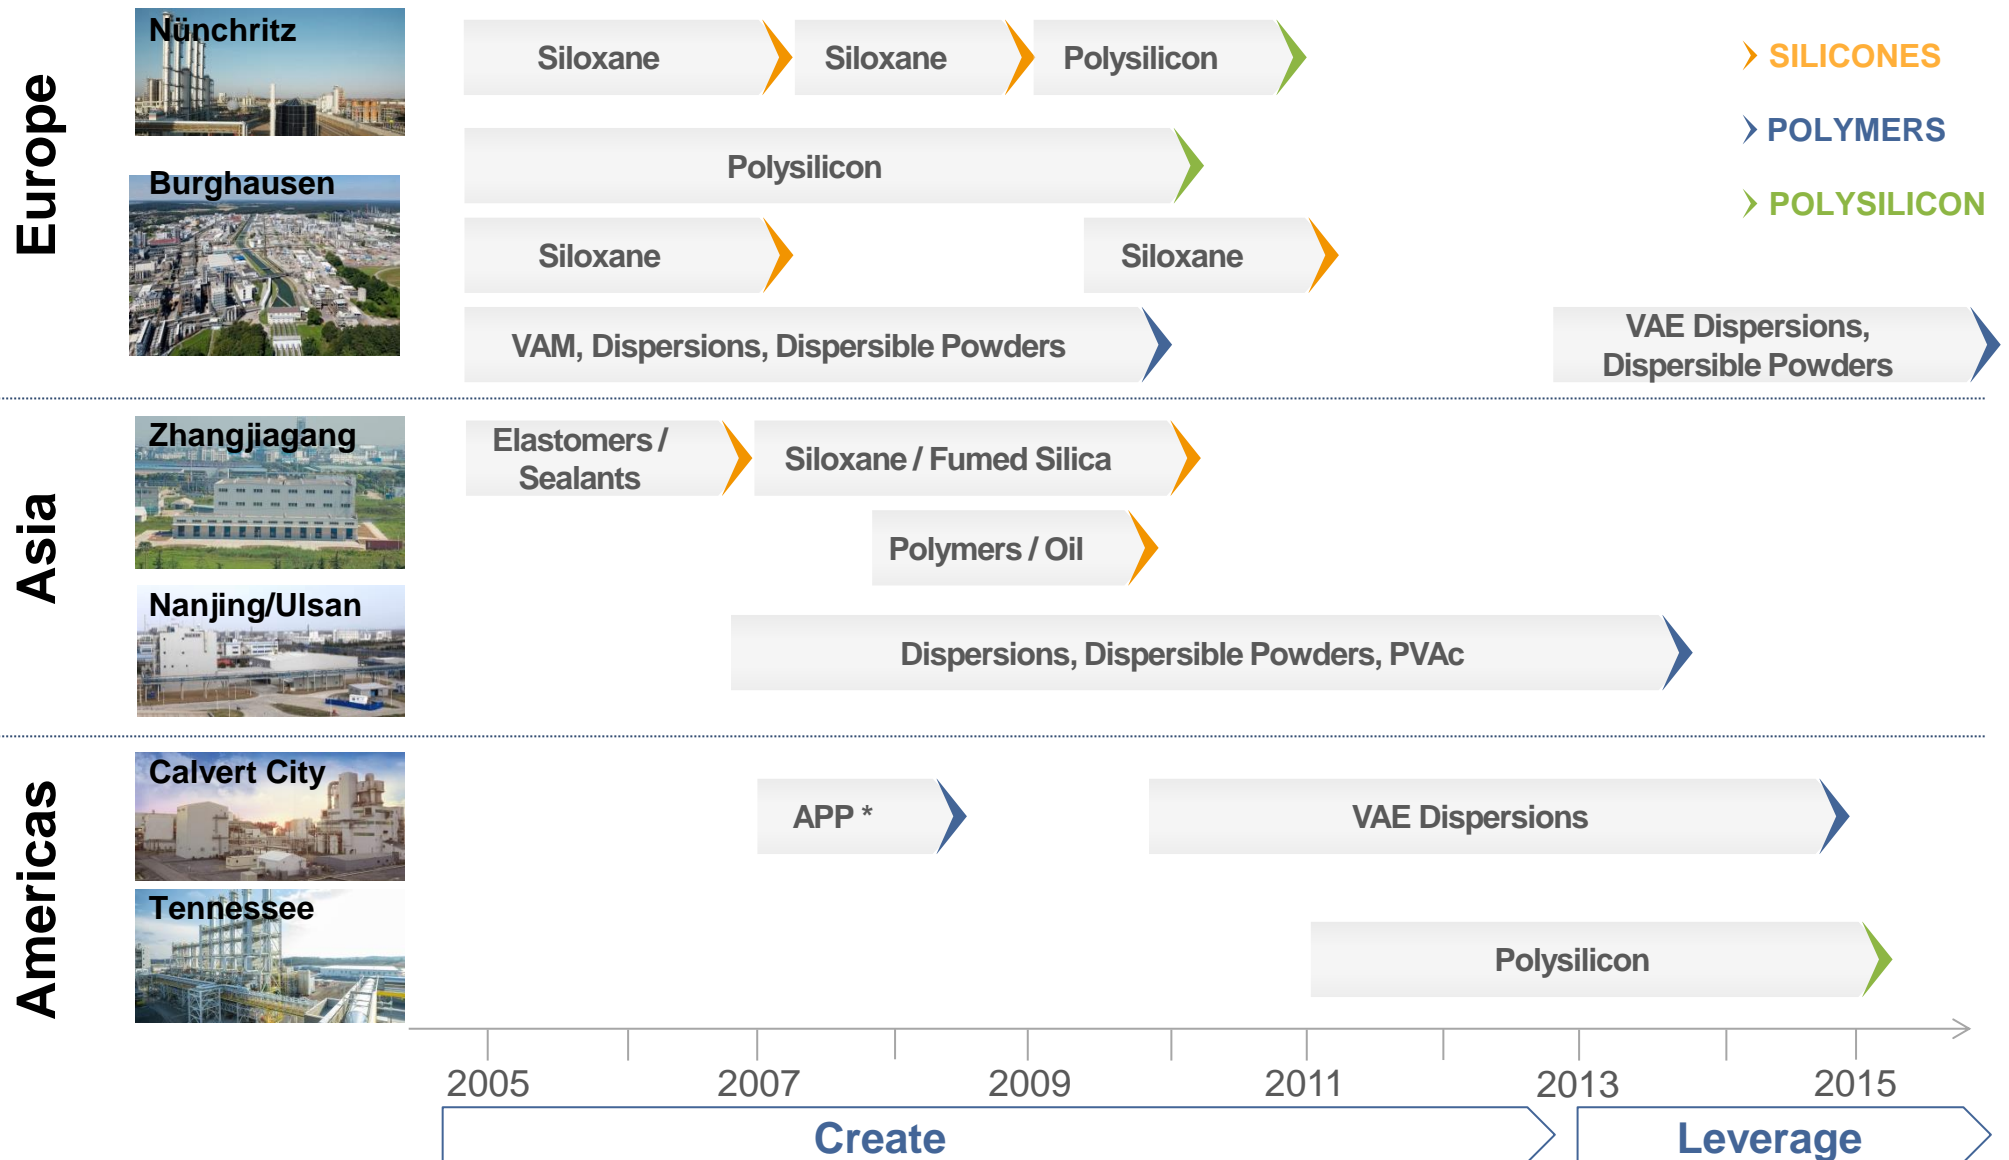 Europe
Nünchritz
Siloxane
Siloxane
Polysilicon
SILICONES
POLYMERS
POLYSILICON
Burghausen
Polysilicon
Siloxane
Siloxane
VAM, Dispersions, Dispersible Powders
VAE Dispersions,
Dispersible Powders
Asia
Zhangjiagang
Elastomers /
Sealants
Siloxane / Fumed Silica
Polymers / Oil
Nanjing/Ulsan
Dispersions, Dispersible Powders, PVAc
Americas
Calvert City
APP *
VAE Dispersions
Tennessee
Polysilicon
2005
2007
2009
2011
2013
2015
Create
Leverage